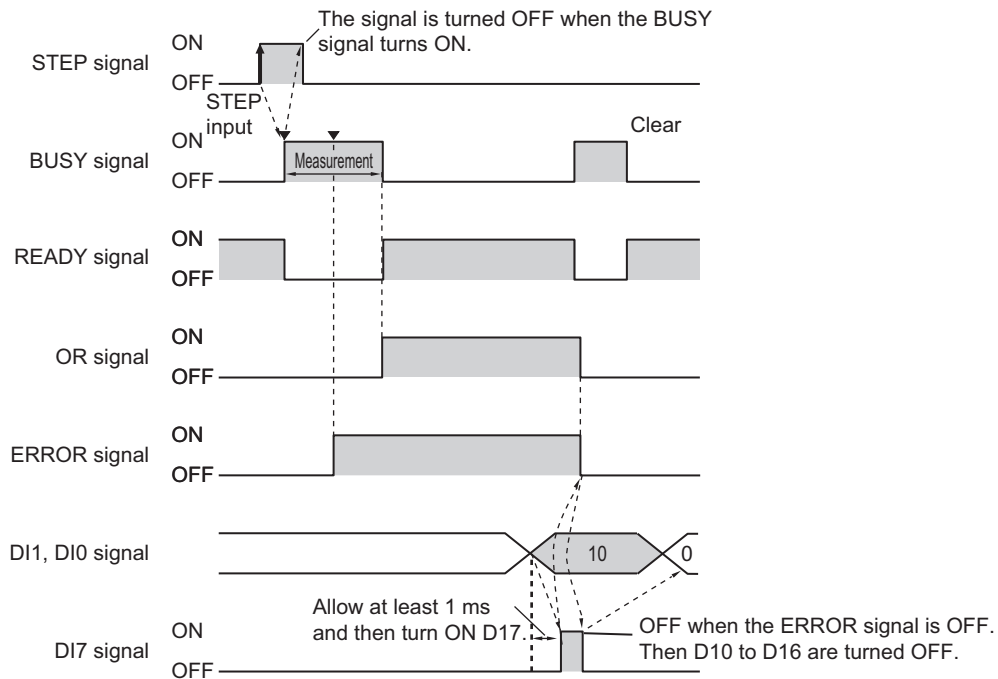 The signal is turned OFF when the BUSY
signal turns ON.
ON
STEP signal
OFF
STEP
input
ON
Clear
BUSY signal
Measurement
OFF
ON
READY signal
OFF
ON
OR signal
OFF
ON
ERROR signal
OFF
DI1, DI0 signal
10
0
Allow at least 1 ms
and then turn ON D17.
ON
DI7 signal
OFF
OFF when the ERROR signal is OFF.
Then D10 to D16 are turned OFF.